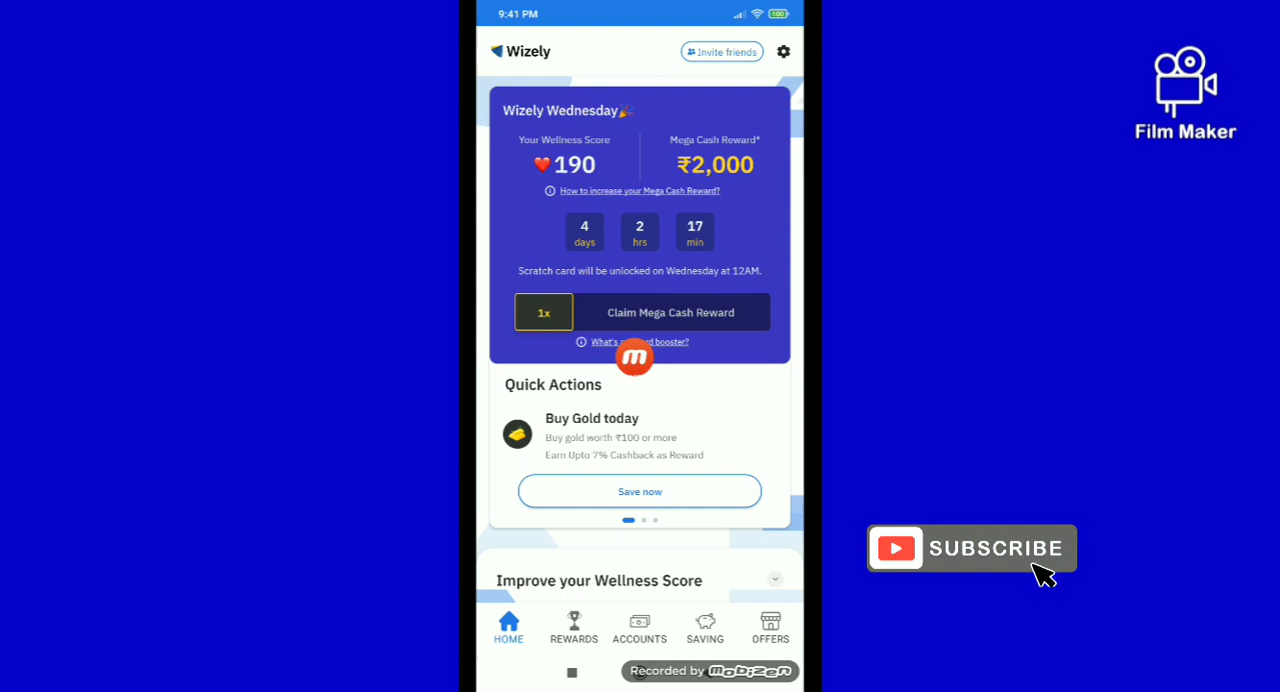 9:41 PM
100
Wizely
Invite friends
Film Maker
Wizely Wednesday🎉
Your Wellness Score
Mega Cash Reward*
❤️190
₹2,000
How to increase your Mega Cash Reward?
4
days
2
hrs
17
min
Scratch card will be unlocked on Wednesday at 12AM.
1x
Claim Mega Cash Reward
What's booster?
m
Quick Actions
Buy Gold today
Buy gold worth ₹100 or more
Earn Upto 7% Cashback as Reward
Save now
SUBSCRIBE
Improve your Wellness Score
HOME
REWARDS
ACCOUNTS
SAVING
OFFERS
Recorded by mobizen